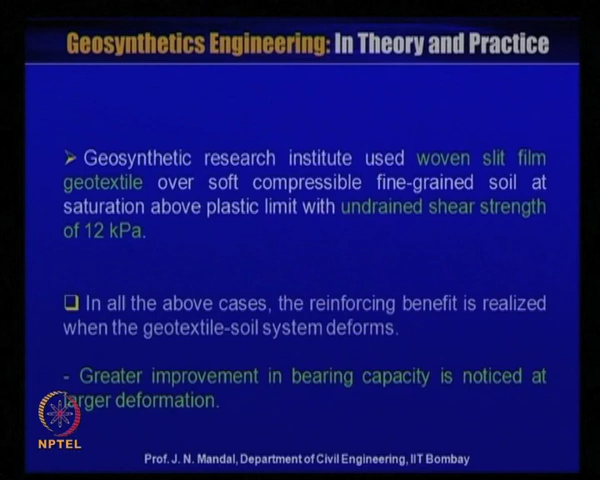 Geosynthetics Engineering: In Theory and Practice
➢ Geosynthetic research institute used woven slit film
geotextile over soft compressible fine-grained soil at
saturation above plastic limit with undrained shear strength
of 12 kPa.
❑ In all the above cases, the reinforcing benefit is realized
when the geotextile-soil system deforms.
- Greater improvement in bearing capacity is noticed at
larger deformation.
NPTEL
Prof. J. N. Mandal, Department of Civil Engineering, IIT Bombay